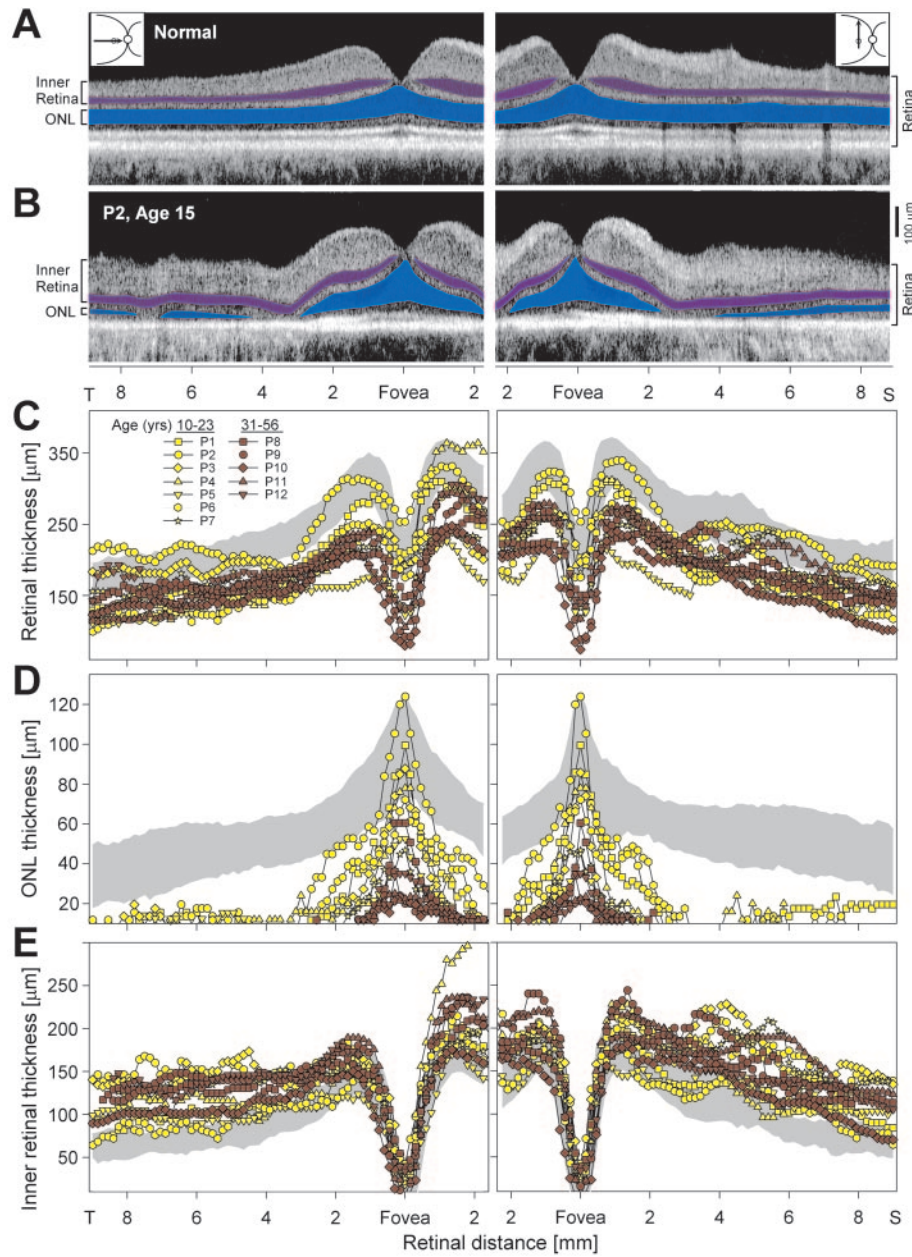 A
Normal
Inner
Retina
ONL
Retina
B
P2, Age 15
100 µm
Inner
Retina
ONL
Retina
T 8 6 4 2 Fovea 2 2 Fovea 2 4 6 8 S
C
Age (yrs) 10-23 31-56
P1 P8
P2 P9
P3 P10
P4 P11
P5 P12
P6
P7
Retinal thickness [µm]
350
250
150
D
ONL thickness [µm]
120
100
80
60
40
20
E
Inner retinal thickness [µm]
250
200
150
100
50
T 8 6 4 2 Fovea 2 2 Fovea 2 4 6 8 S
Retinal distance [mm]